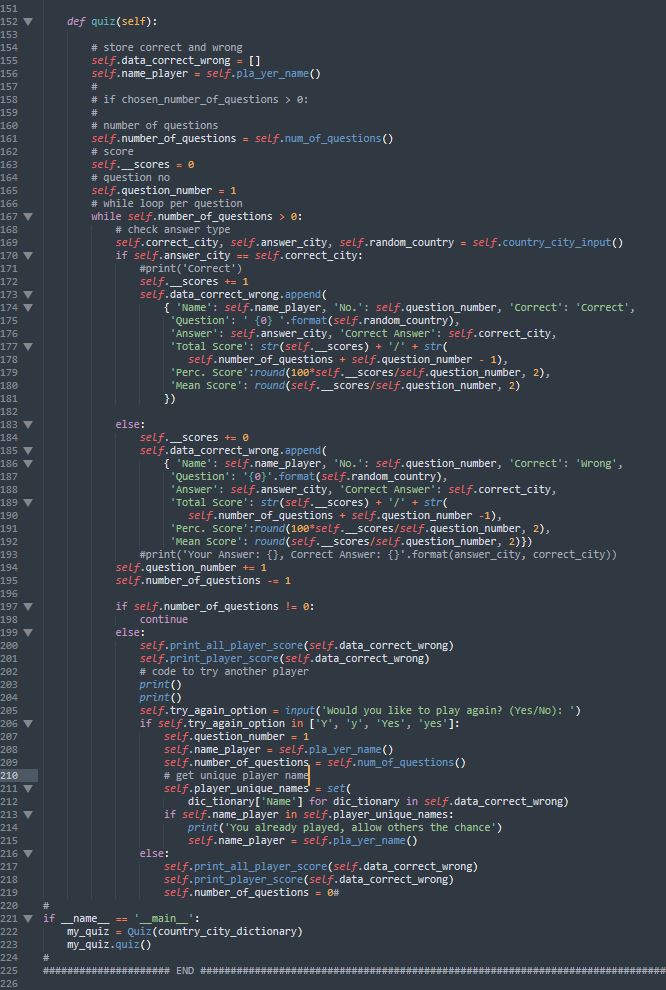 151
152 def quiz(self):
153
154 # store correct and wrong
155 self.data_correct_wrong = []
156 self.name_player = self.pla_yer_name()
157 #
158 # if chosen_number_of_questions > 0:
159 #
160 # number of questions
161 self.number_of_questions = self.num_of_questions()
162 # score
163 self.__scores = 0
164 # question no
165 self.question_number = 1
166 # while loop per question
167 while self.number_of_questions > 0:
168 # check answer type
169 self.correct_city, self.answer_city, self.random_country = self.country_city_input()
170 if self.answer_city == self.correct_city:
171 #print('Correct')
172 self.__scores += 1
173 self.data_correct_wrong.append(
174 { 'Name': self.name_player, 'No.': self.question_number, 'Correct': 'Correct',
175 'Question': ' {0} '.format(self.random_country),
176 'Answer': self.answer_city, 'Correct Answer': self.correct_city,
177 'Total Score': str(self.__scores) + '/' + str(
178 self.number_of_questions + self.question_number - 1),
179 'Perc. Score':round(100*self.__scores/self.question_number, 2),
180 'Mean Score': round(self.__scores/self.question_number, 2)
181 })
182
183 else:
184 self.__scores += 0
185 self.data_correct_wrong.append(
186 { 'Name': self.name_player, 'No.': self.question_number, 'Correct': 'Wrong',
187 'Question': '{0}'.format(self.random_country),
188 'Answer': self.answer_city, 'Correct Answer': self.correct_city,
189 'Total Score': str(self.__scores) + '/' + str(
190 self.number_of_questions + self.question_number -1),
191 'Perc. Score':round(100*self.__scores/self.question_number, 2),
192 'Mean Score': round(self.__scores/self.question_number, 2)})
193 #print('Your Answer: {}, Correct Answer: {}'.format(answer_city, correct_city))
194 self.question_number += 1
195 self.number_of_questions -= 1
196
197 if self.number_of_questions != 0:
198 continue
199 else:
200 self.print_all_player_score(self.data_correct_wrong)
201 self.print_player_score(self.data_correct_wrong)
202 # code to try another player
203 print()
204 print()
205 self.try_again_option = input('Would you like to play again? (Yes/No): ')
206 if self.try_again_option in ['Y', 'y', 'Yes', 'yes']:
207 self.question_number = 1
208 self.name_player = self.pla_yer_name()
209 self.number_of_questions = self.num_of_questions()
210 # get unique player name
211 self.player_unique_names = set(
212 dic_tionary['Name'] for dic_tionary in self.data_correct_wrong)
213 if self.name_player in self.player_unique_names:
214 print('You already played, allow others the chance')
215 self.name_player = self.pla_yer_name()
216 else:
217 self.print_all_player_score(self.data_correct_wrong)
218 self.print_player_score(self.data_correct_wrong)
219 self.number_of_questions = 0#
220 #
221 if __name__ == '__main__':
222 my_quiz = Quiz(country_city_dictionary)
223 my_quiz.quiz()
224 #
225 ##################### END #############################################################################
226